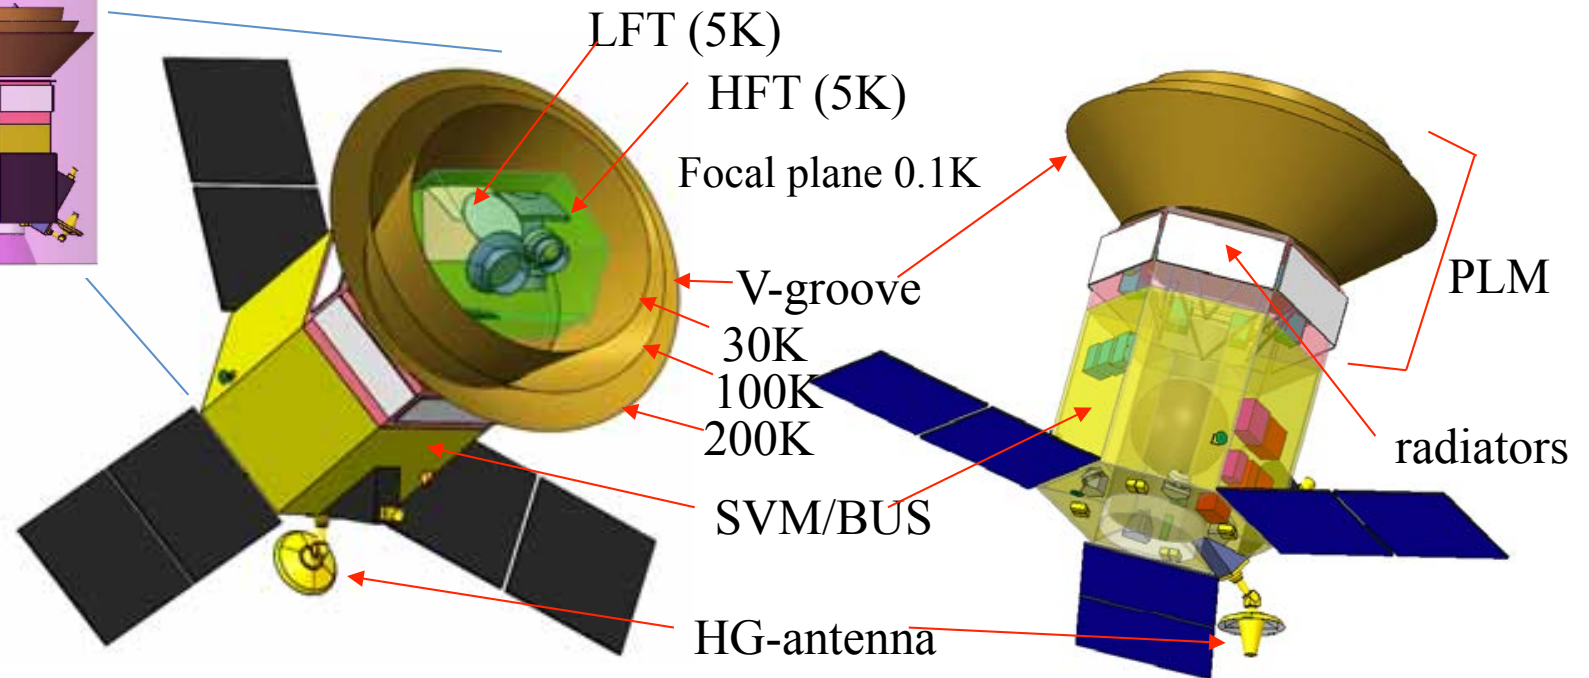 LFT (5K)
HFT (5K)
Focal plane 0.1K
V-groove
30K
100K
200K
PLM
radiators
SVM/BUS
HG-antenna